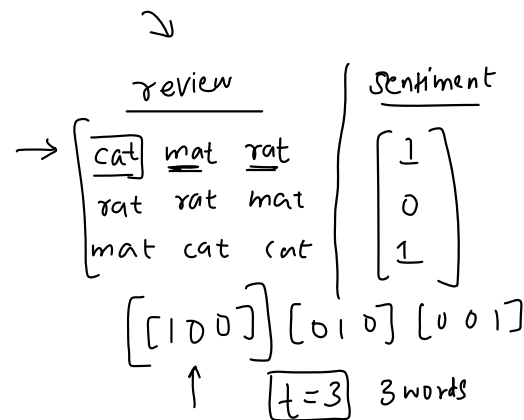 review sentiment
cat mat rat 1
rat rat mat 0
mat cat cat 1
[[1 0 0]] [0 1 0] [0 0 1]
t = 3 3 words